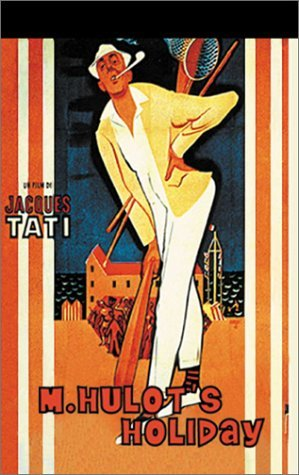 UN FILM DE
JACQUES
TATI
M. HULOT'S
HOLIDAY